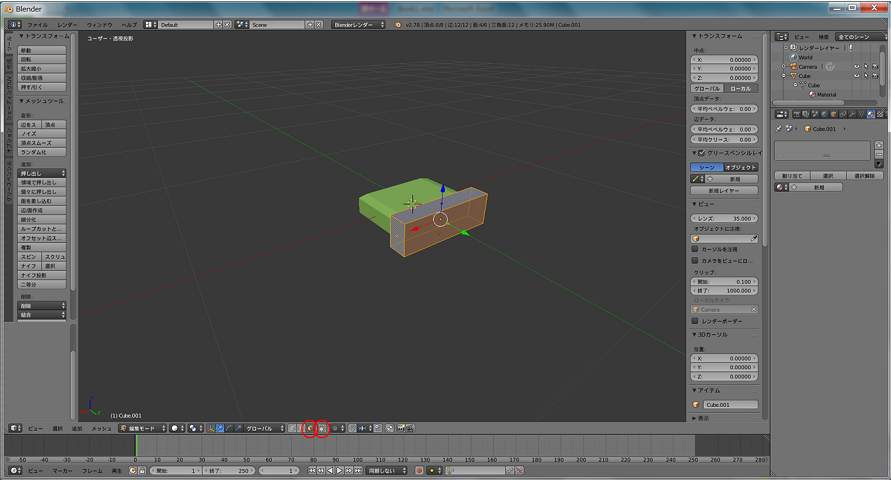 Blender
ファイル レンダー ウィンドウ ヘルプ Default Scene Blenderレンダー v2.78 | 頂点:8/8 | 辺:12/12 | 面:6/6 | 三角面:12 | メモリ:25.90M | Cube.001
トランスフォーム
移動
回転
拡大縮小
収縮/膨張
押す/引く
メッシュツール
変形:
辺をス 頂点
ノイズ
頂点スムーズ
ランダム化
追加:
押し出し
領域で押し出し
個々に押し出し
面を差し込む
辺/面作成
細分化
ループカットと...
オフセット辺ス...
複製
スピン スクリュ
ナイフ 選択
ナイフ投影
二等分
削除:
削除
結合
ユーザー・透視投影
(1) Cube.001
トランスフォーム
中点:
X: 0.00000
Y: 0.00000
Z: 0.00000
グローバル ローカル
頂点データ:
平均ベベルウェ: 0.00
辺データ:
平均ベベルウェ: 0.00
平均クリース: 0.00
グリースペンシルレイ
シーン オブジェクト
新規
新規レイヤー
ビュー
レンズ: 35.000
オブジェクトに注視:
カーソルを注視
カメラをビューにロ...
クリップ:
開始: 0.100
終了: 1000.000
ローカルカメラ:
Camera
レンダーボーダー
3Dカーソル
位置:
X: 0.00000
Y: 0.00000
Z: 0.00000
アイテム
Cube.001
表示
ビュー 検索 全てのシーン
レンダーレイヤー
World
Camera
Cube
Cube
Material
Cube.001
割り当て 選択 選択解除
新規
ビュー 選択 追加 メッシュ 編集モード グローバル
-50 -40 -30 -20 -10 0 10 20 30 40 50 60 70 80 90 100 110 120 130 140 150 160 170 180 190 200 210 220 230 240 250 260 270 280
ビュー マーカー フレーム 再生 開始: 1 終了: 250 1 同期しない